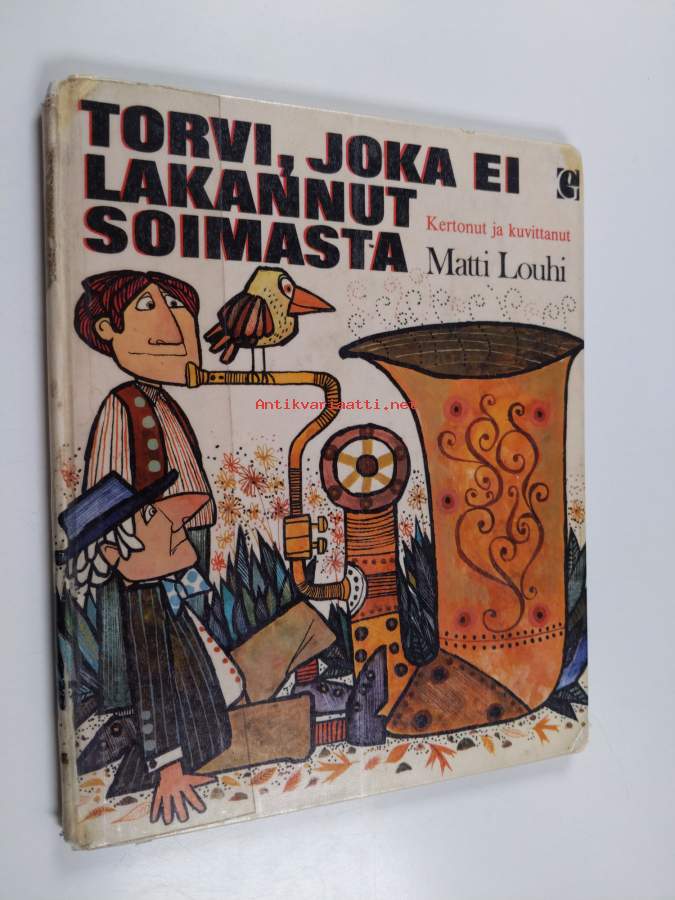 TORVI, JOKA EI
LAKANNUT
SOIMASTA
G
Kertonut ja kuvittanut
Matti Louhi
Antikvariaatti.net